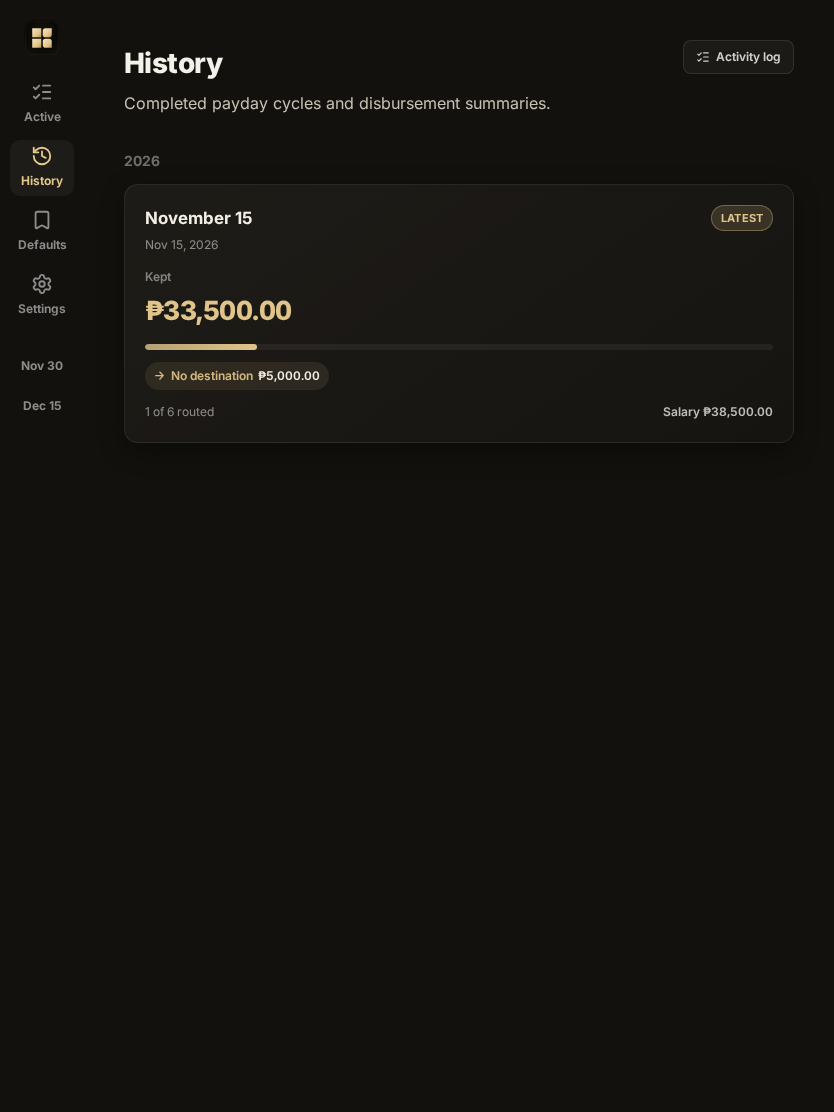 Active
History
Defaults
Settings
Nov 30
Dec 15
History
Activity log
Completed payday cycles and disbursement summaries.
2026
November 15
LATEST
Nov 15, 2026
Kept
₱33,500.00
→ No destination ₱5,000.00
1 of 6 routed
Salary ₱38,500.00